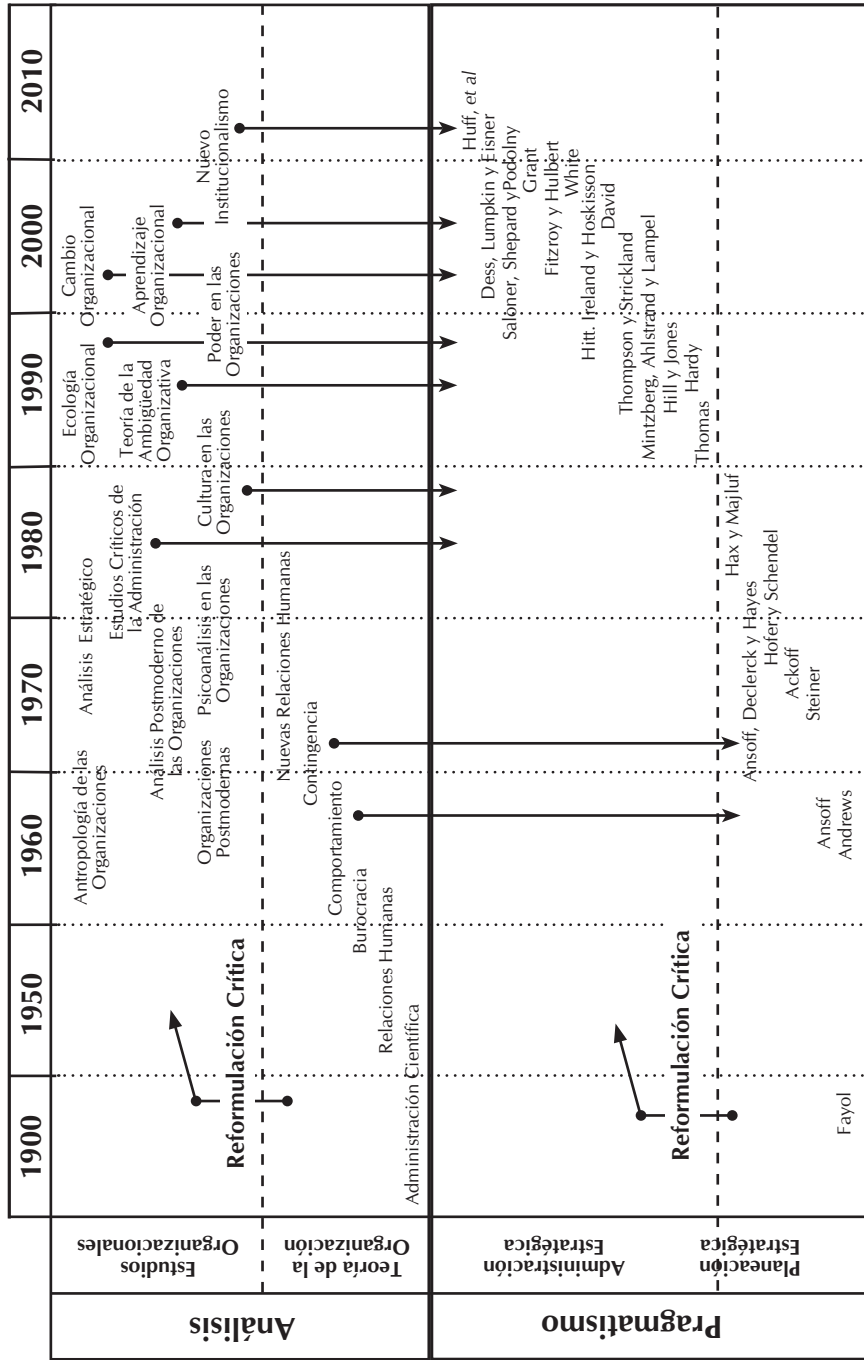 1900
1950
1960
1970
1980
1990
2000
2010
Análisis
Estudios
Organizacionales
Antropología de las
Organizaciones
Análisis Estratégico
Ecología
Organizacional
Cambio
Organizacional
Estudios Críticos de
la Administración
Teoría de la
Ambigüedad
Organizativa
Aprendizaje
Organizacional
Análisis Postmoderno de
las Organizaciones
Organizaciones
Postmodernas
Psicoanálisis en las
Organizaciones
Cultura en las
Organizaciones
Poder en las
Organizaciones
Nuevo
Institucionalismo
Reformulación Crítica
Teoría de la
Organización
Nuevas Relaciones Humanas
Contingencia
Comportamiento
Burocracia
Relaciones Humanas
Administración Científica
Pragmatismo
Administración
Estratégica
Huff, et al
Dess, Lumpkin y Eisner
Saloner, Shepard yPodolny
Grant
Fitzroy y Hulbert
White
Hitt. Ireland y Hoskisson
David
Thompson y Strickland
Mintzberg, Ahlstrand y Lampel
Hill y Jones
Hardy
Thomas
Reformulación Crítica
Planeación
Estratégica
Hax y Majluf
Ansoff, Declerck y Hayes
Hofer y Schendel
Ackoff
Steiner
Ansoff
Andrews
Fayol